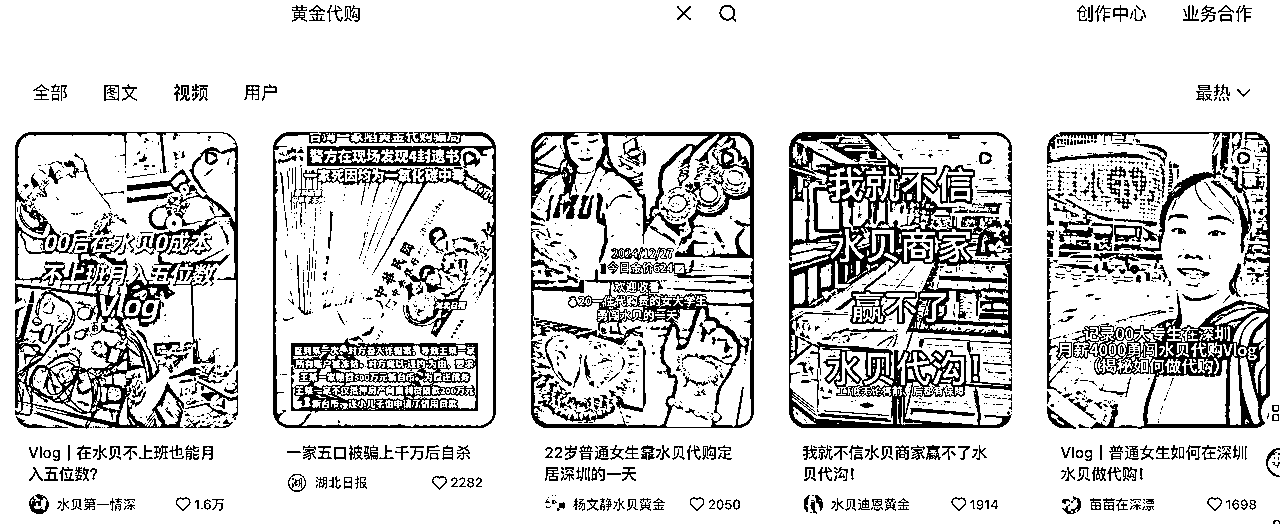 黄金代购
创作中心 业务合作
全部 图文 视频 用户
最热
00后在水贝0成本
不上班月入五位数
Vlog
警方在现场发现4封遗书
一家死因均为一氧化碳中毒
2024/12/27
今日金价624
欢迎收看
20一件代购费的女大学生
勇闯水贝的一天
我就不信
水贝商家
赢不了
水贝代沟!
记录00大专生在深圳
月薪4000勇闯水贝代购Vlog
(揭秘如何做代购)
Vlog丨在水贝不上班也能月
入五位数?
水贝第一情深 1.6万
一家五口被骗上千万后自杀
湖北日报 2282
22岁普通女生靠水贝代购定
居深圳的一天
杨文静水贝黄金 2050
我就不信水贝商家赢不了水
贝代沟!
水贝迪恩黄金 1914
Vlog丨普通女生如何在深圳
水贝做代购!
苗苗在深漂 1698